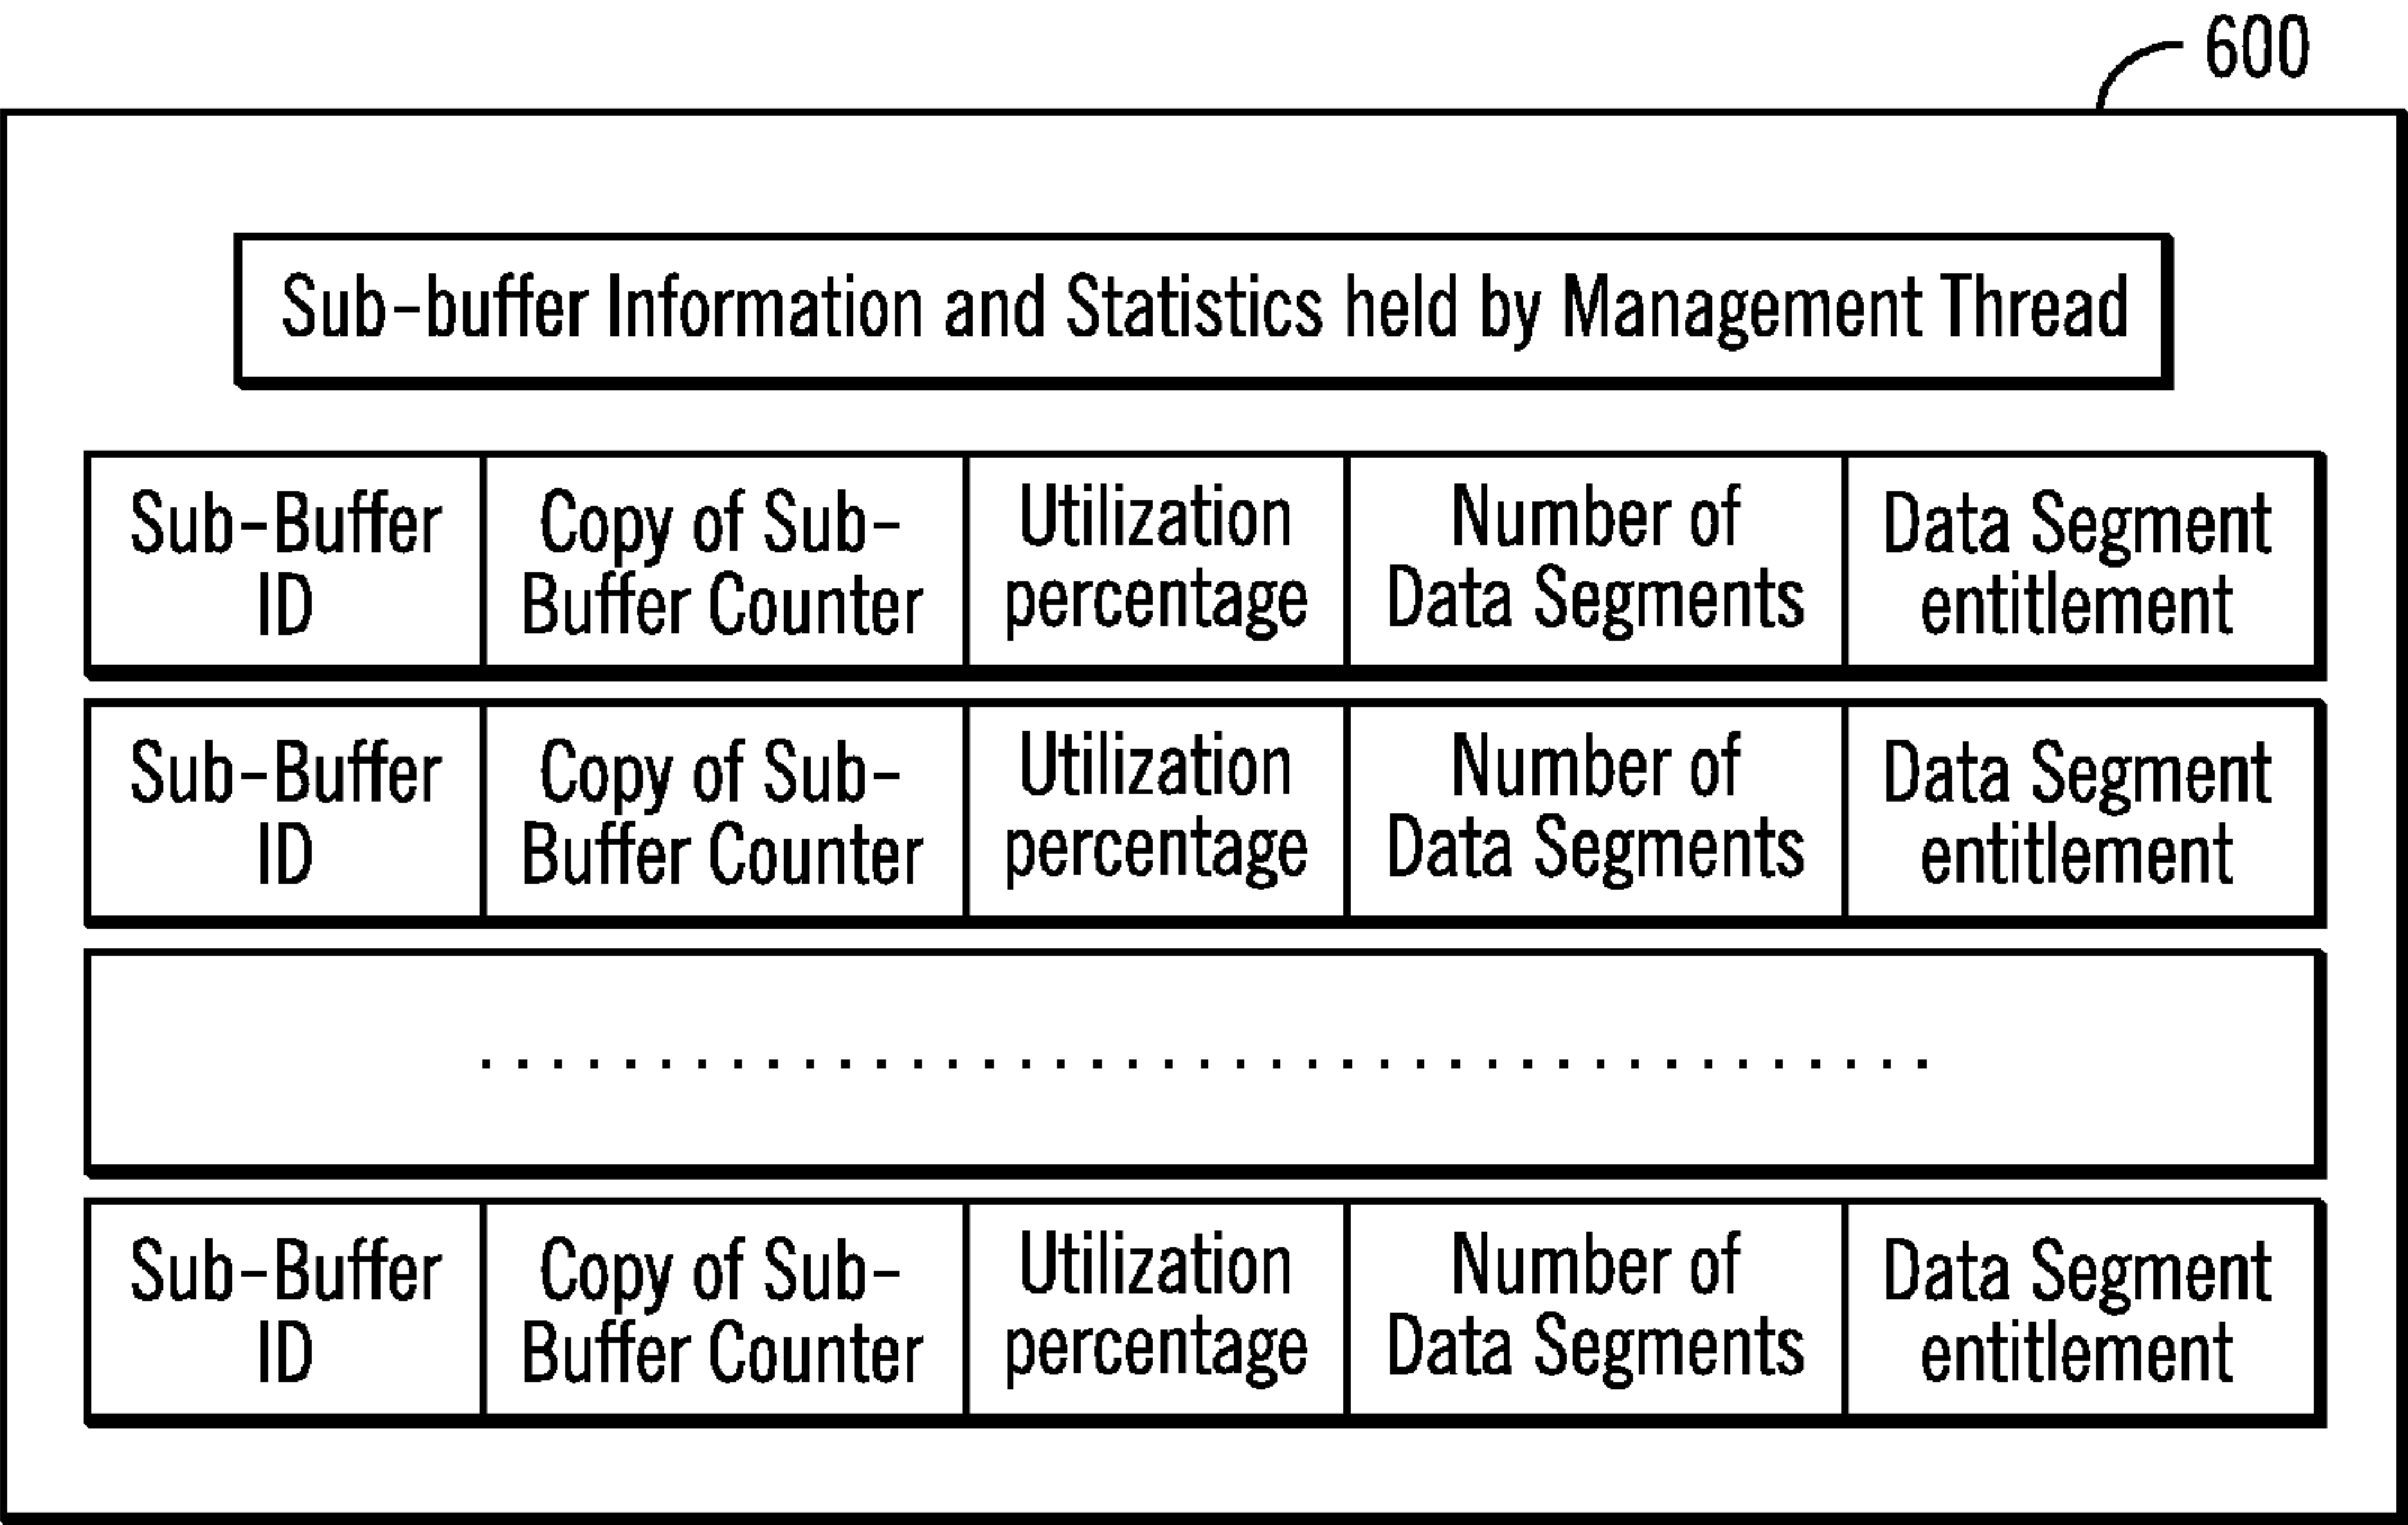 600
Sub-buffer Information and Statistics held by Management Thread
Sub-Buffer
ID
Copy of Sub-
Buffer Counter
Utilization
percentage
Number of
Data Segments
Data Segment
entitlement
Sub-Buffer
ID
Copy of Sub-
Buffer Counter
Utilization
percentage
Number of
Data Segments
Data Segment
entitlement
.........................................
Sub-Buffer
ID
Copy of Sub-
Buffer Counter
Utilization
percentage
Number of
Data Segments
Data Segment
entitlement